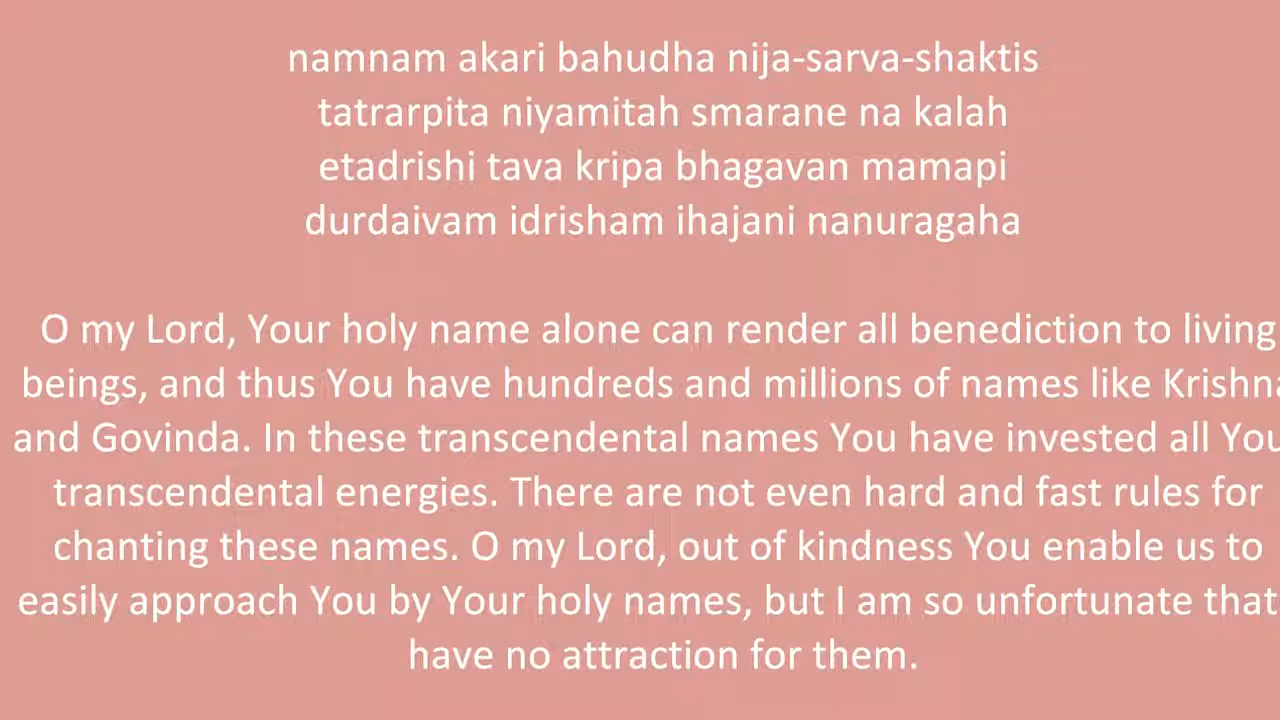 namnam akari bahudha nija-sarva-shaktis
tatrarpita niyamitah smarane na kalah
etadrishi tava kripa bhagavan mamapi
durdaivam idrisham ihajani nanuragaha
O my Lord, Your holy name alone can render all benediction to living
beings, and thus You have hundreds and millions of names like Krishna
and Govinda. In these transcendental names You have invested all You
transcendental energies. There are not even hard and fast rules for
chanting these names. O my Lord, out of kindness You enable us to
easily approach You by Your holy names, but I am so unfortunate that
have no attraction for them.